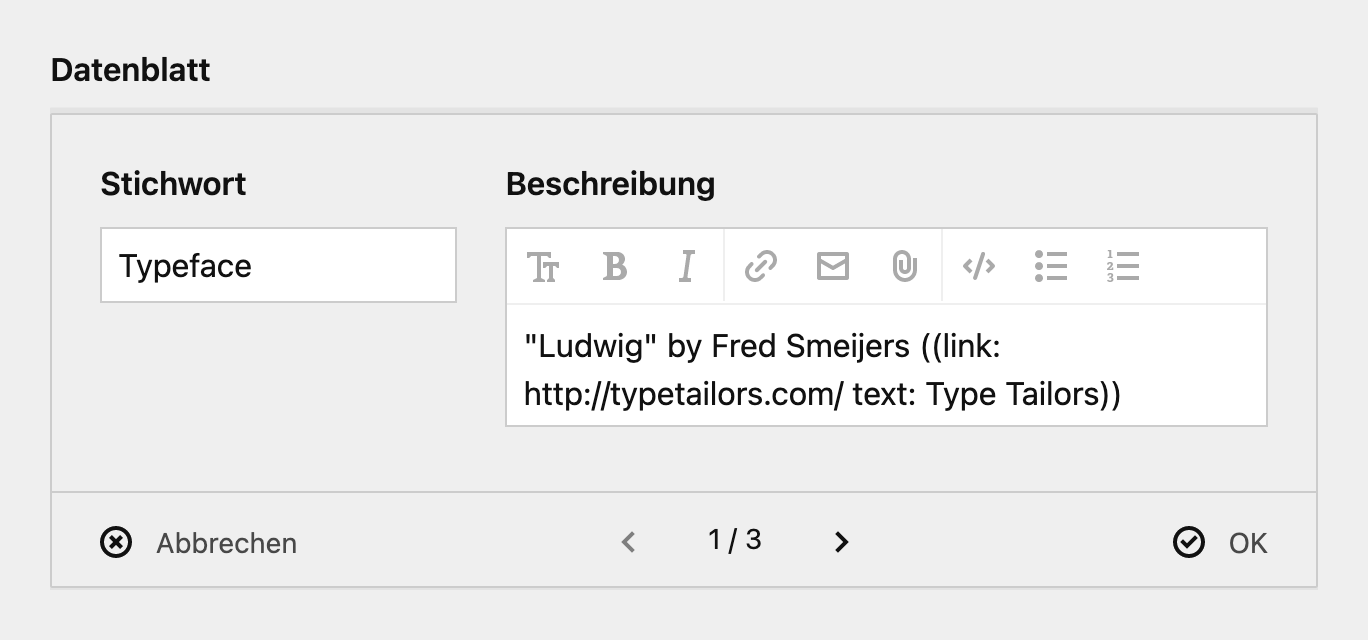 Datenblatt
Stichwort
Typeface
Beschreibung
"Ludwig" by Fred Smeijers ((link:
http://typetailors.com/ text: Type Tailors))
Abbrechen
1 / 3
OK